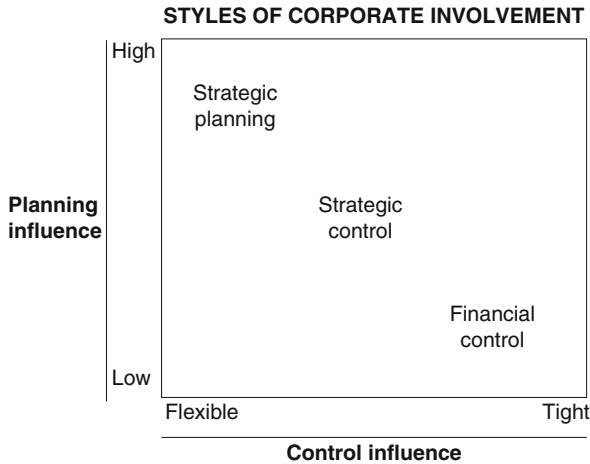 STYLES OF CORPORATE INVOLVEMENT
High
Strategic
planning
Planning
influence
Strategic
control
Financial
control
Low
Flexible
Tight
Control influence